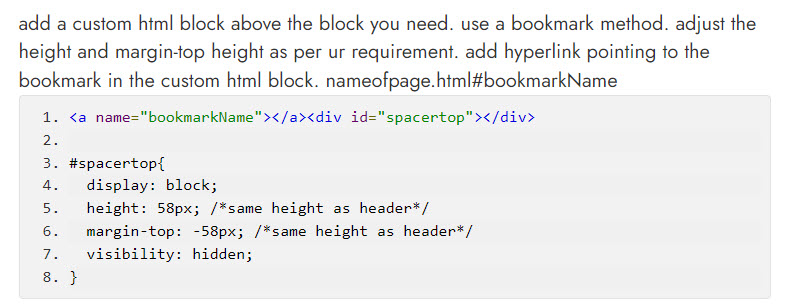 add a custom html block above the block you need. use a bookmark method. adjust the
height and margin-top height as per ur requirement. add hyperlink pointing to the
bookmark in the custom html block. nameofpage.html#bookmarkName
1. <a name="bookmarkName"></a><div id="spacertop"></div>
2.
3. #spacertop{
4.   display: block;
5.   height: 58px; /*same height as header*/
6.   margin-top: -58px; /*same height as header*/
7.   visibility: hidden;
8. }